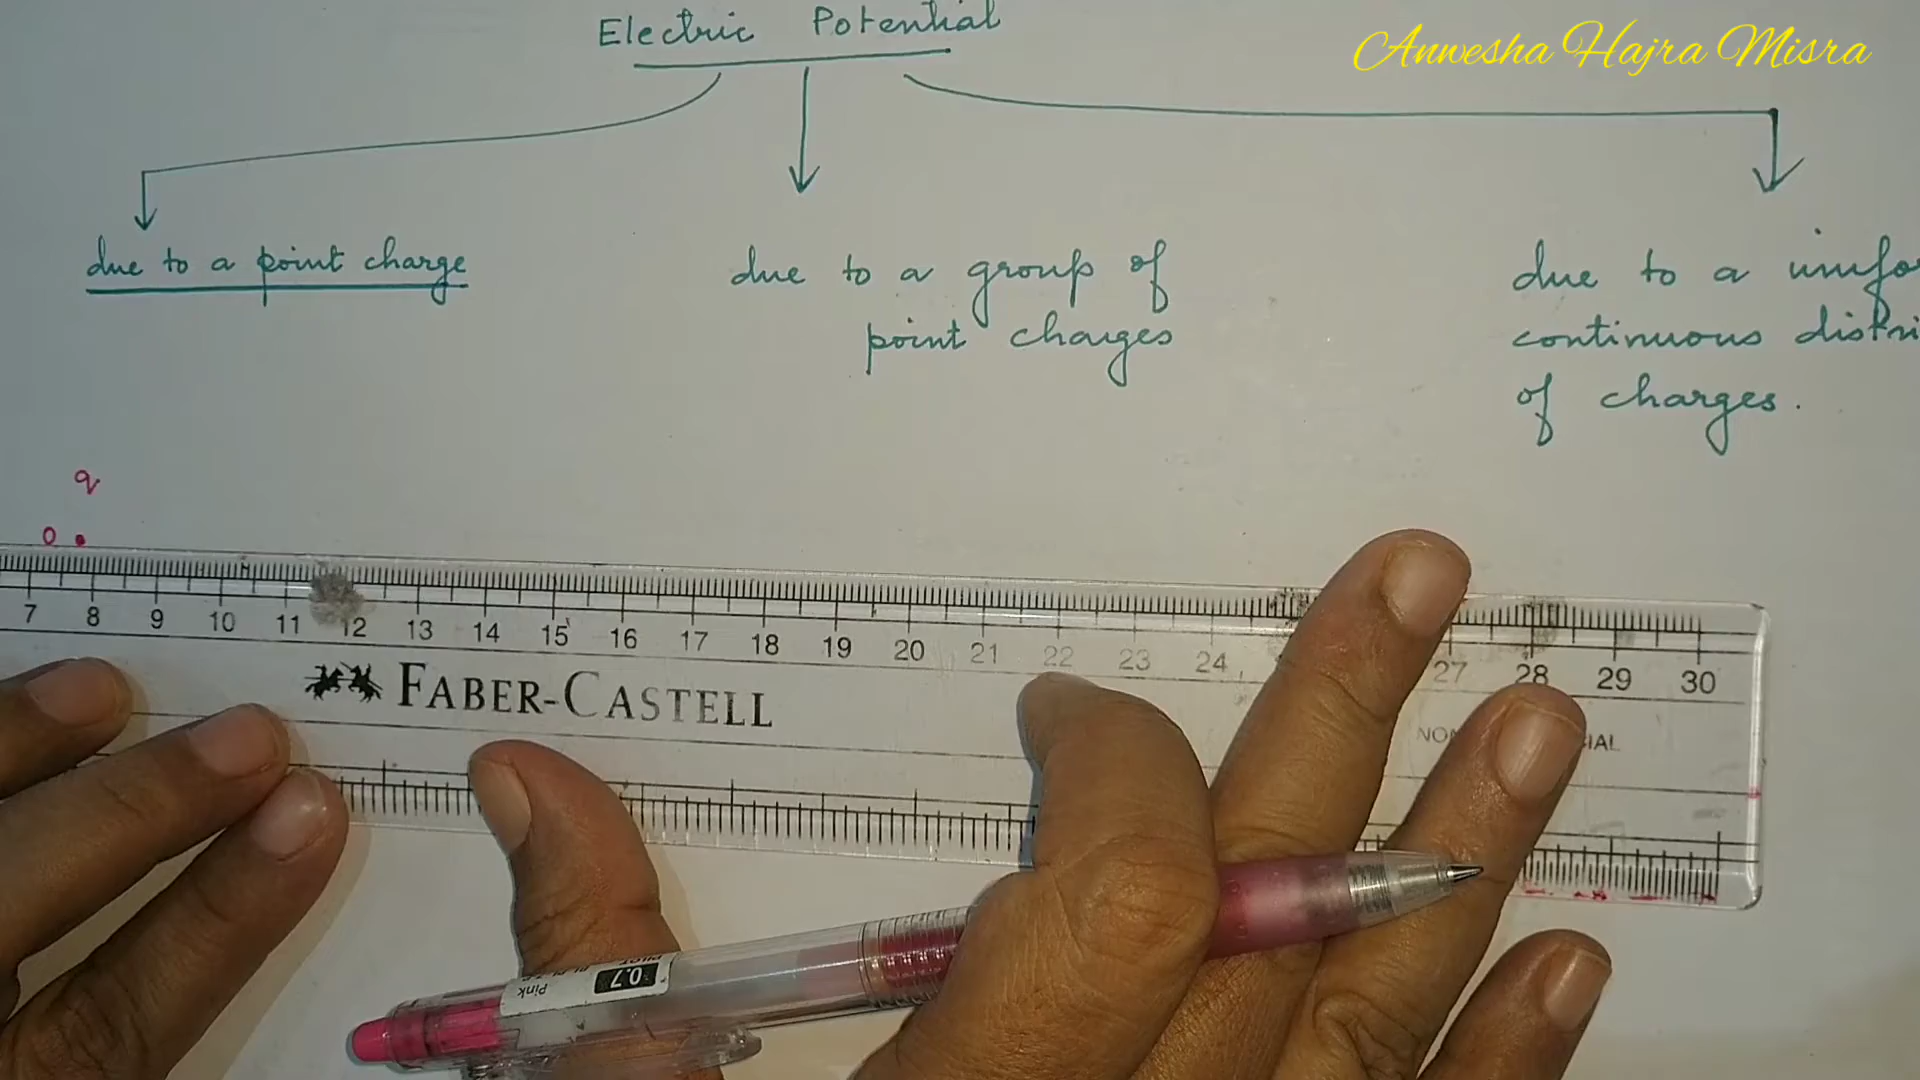 Electric Potential
Anwesha Hajra Misra
due to a point charge
due to a group of
point charges
due to a
continuous
of charges.
q
O
7 8 9 10 11 12 13 14 15 16 17 18 19 20 21 22 23 24 27 28 29 30
FABER-CASTELL
0.7
Pink